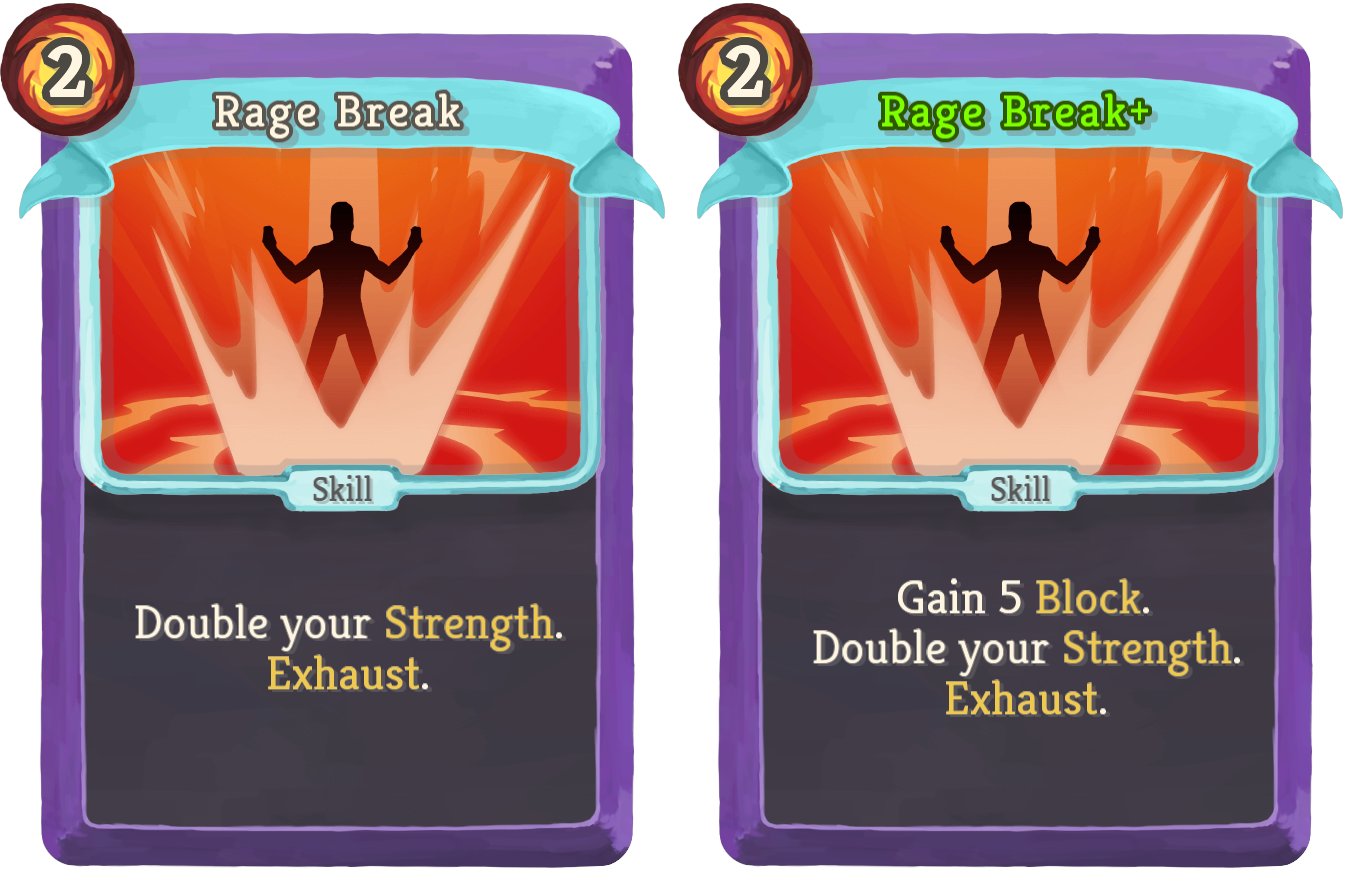 2
Rage Break
Skill
Double your Strength.
Exhaust.
2
Rage Break+
Skill
Gain 5 Block.
Double your Strength.
Exhaust.